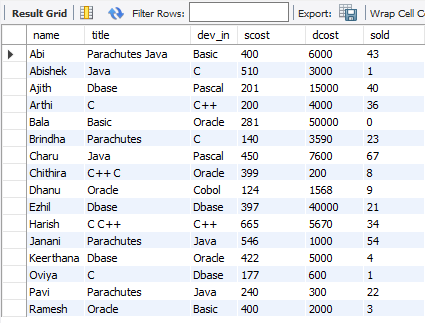 Result Grid Filter Rows: Export: Wrap Cell C
name title dev_in scost dcost sold
Abi Parachutes Java Basic 400 6000 43
Abishek Java C 510 3000 1
Ajith Dbase Pascal 201 15000 40
Arthi C C++ 200 4000 36
Bala Basic Oracle 281 50000 0
Brindha Parachutes C 140 3590 23
Charu Java Pascal 450 7600 67
Chithira C++ C Oracle 399 200 8
Dhanu Oracle Cobol 124 1568 9
Ezhil Dbase Dbase 397 40000 21
Harish C C++ C++ 665 5670 34
Janani Parachutes Java 546 1000 54
Keerthana Dbase Oracle 422 5000 4
Oviya C Dbase 177 600 1
Pavi Parachutes Java 240 300 22
Ramesh Oracle Basic 400 2000 3